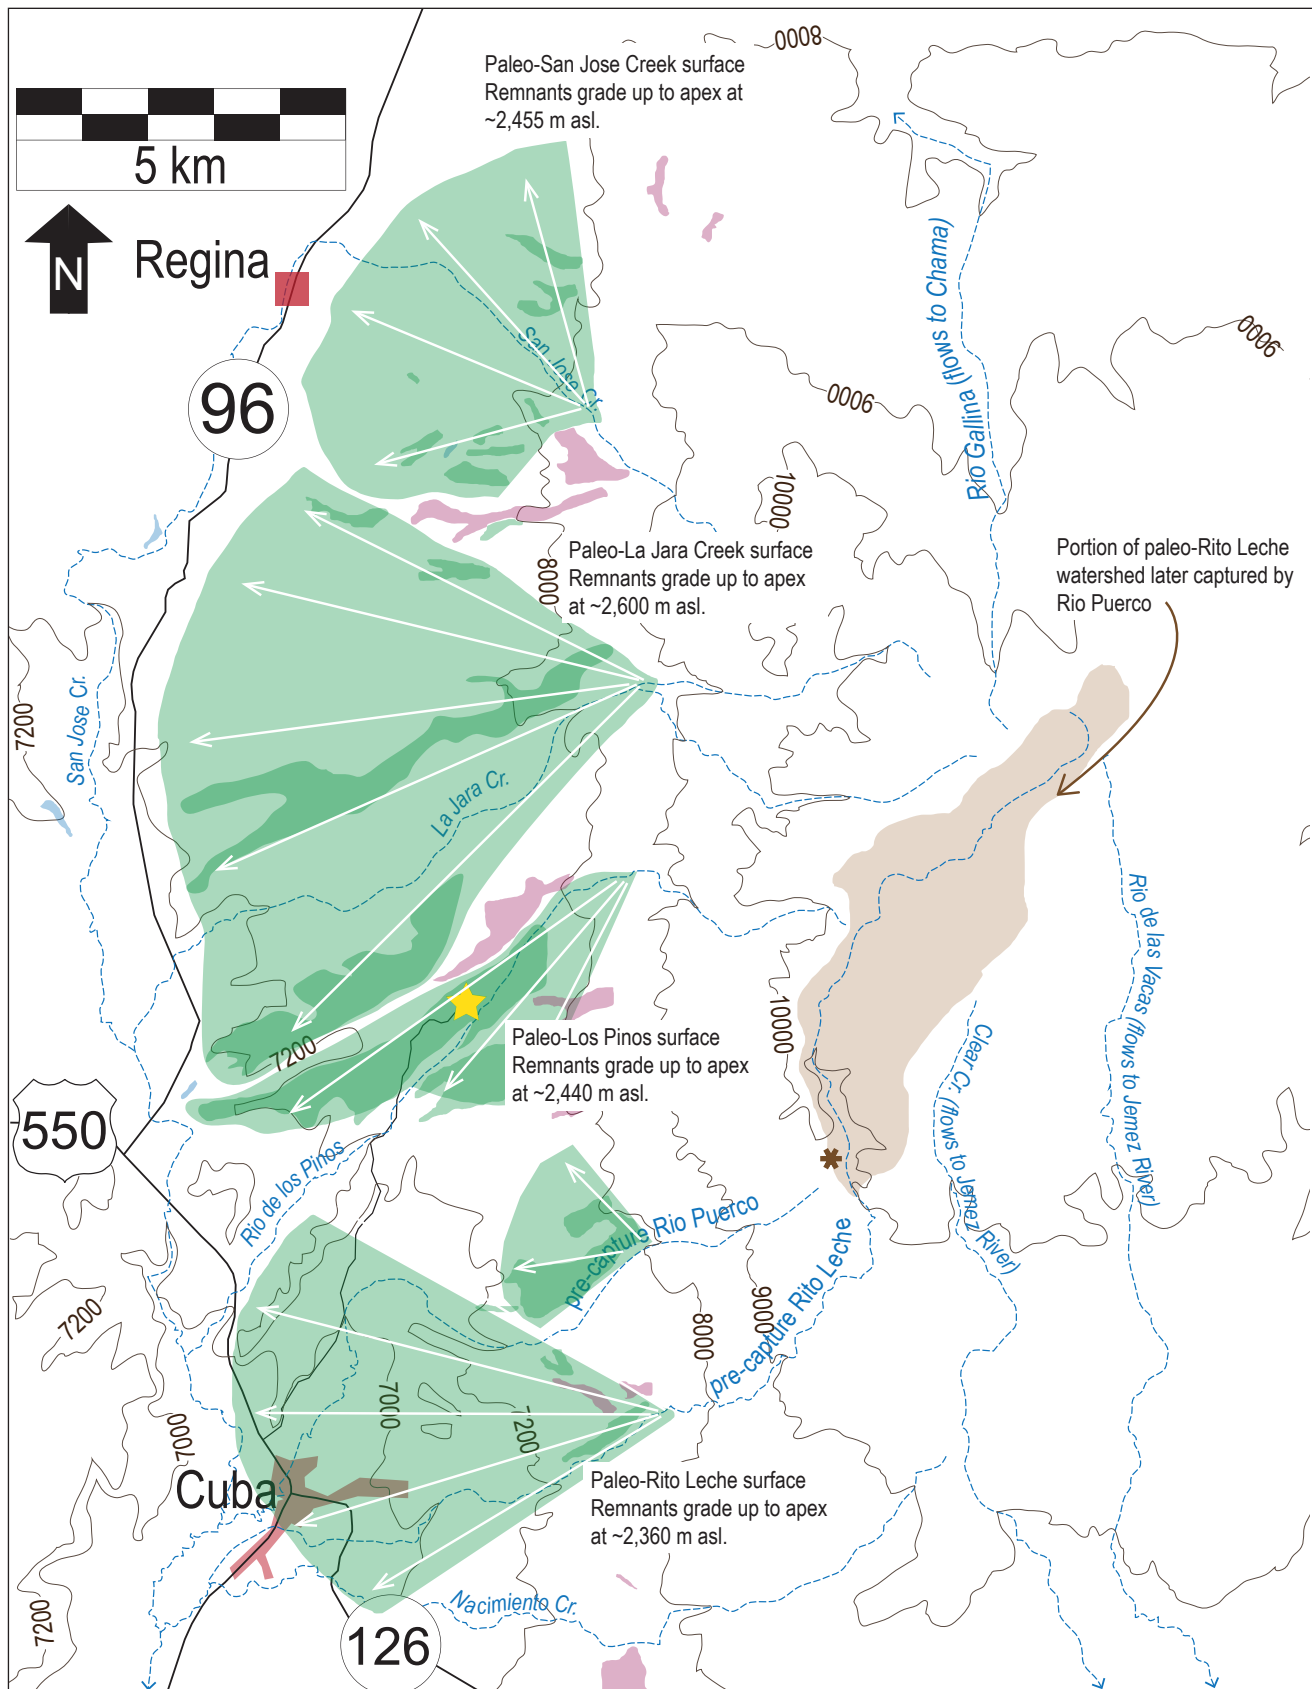 8000
Paleo-San Jose Creek surface
Remnants grade up to apex at
~2,455 m asl.
5 km
N
Regina
Rio Gallina (flows to Chama)
9000
San Jose Cr.
9000
96
10000
Paleo-La Jara Creek surface
Remnants grade up to apex
at ~2,600 m asl.
8000
Portion of paleo-Rito Leche
watershed later captured by
Rio Puerco
7200
San Jose Cr.
La Jara Cr.
Rio de las Vacas (flows to Jemez River)
10000
Clear Cr. (flows to Jemez River)
7200
Paleo-Los Pinos surface
Remnants grade up to apex
at ~2,440 m asl.
550
Rio de los Pinos
pre-capture Rio Puerco
pre-capture Rito Leche
7200
8000
9000
7000
7200
7000
Cuba
Paleo-Rito Leche surface
Remnants grade up to apex
at ~2,360 m asl.
Nacimiento Cr.
7200
126